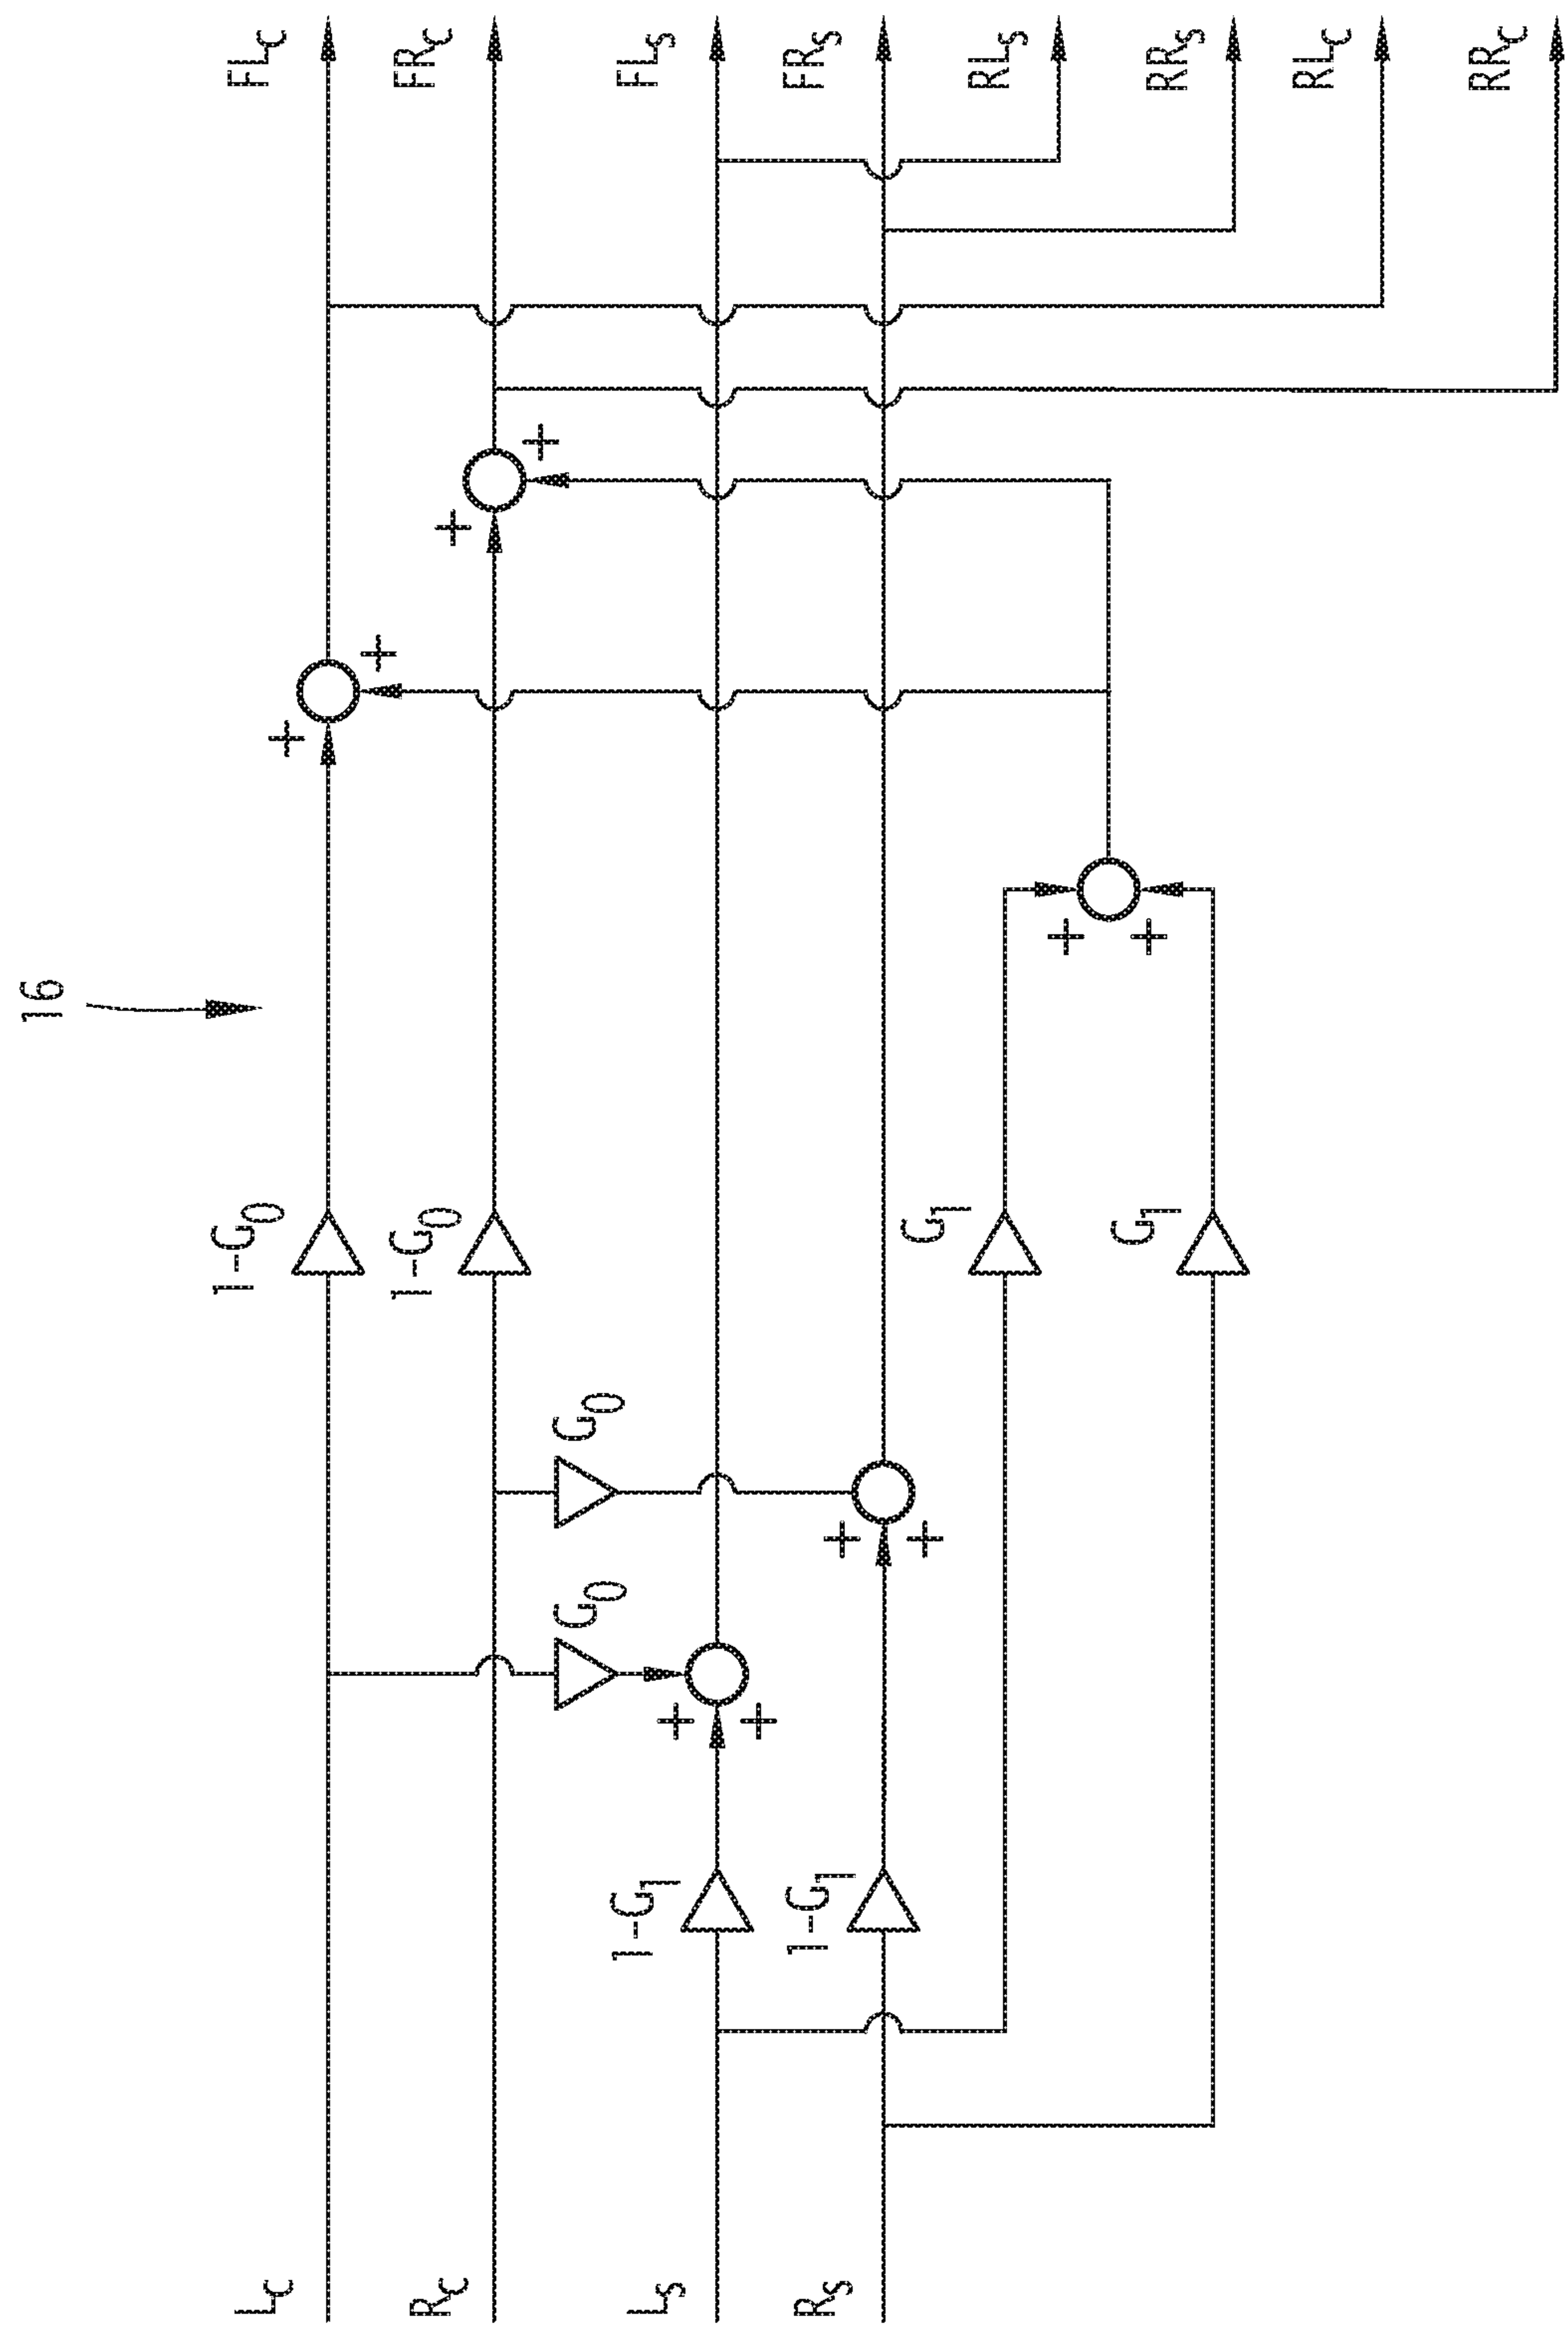 16
L_C
1-G_0
+
+
FL_C
R_C
1-G_0
+
+
FR_C
G_0
G_0
L_S
1-G_1
+
+
FL_S
R_S
1-G_1
+
+
FR_S
G_1
+
+
RL_S
G_1
RR_S
RL_C
RR_C